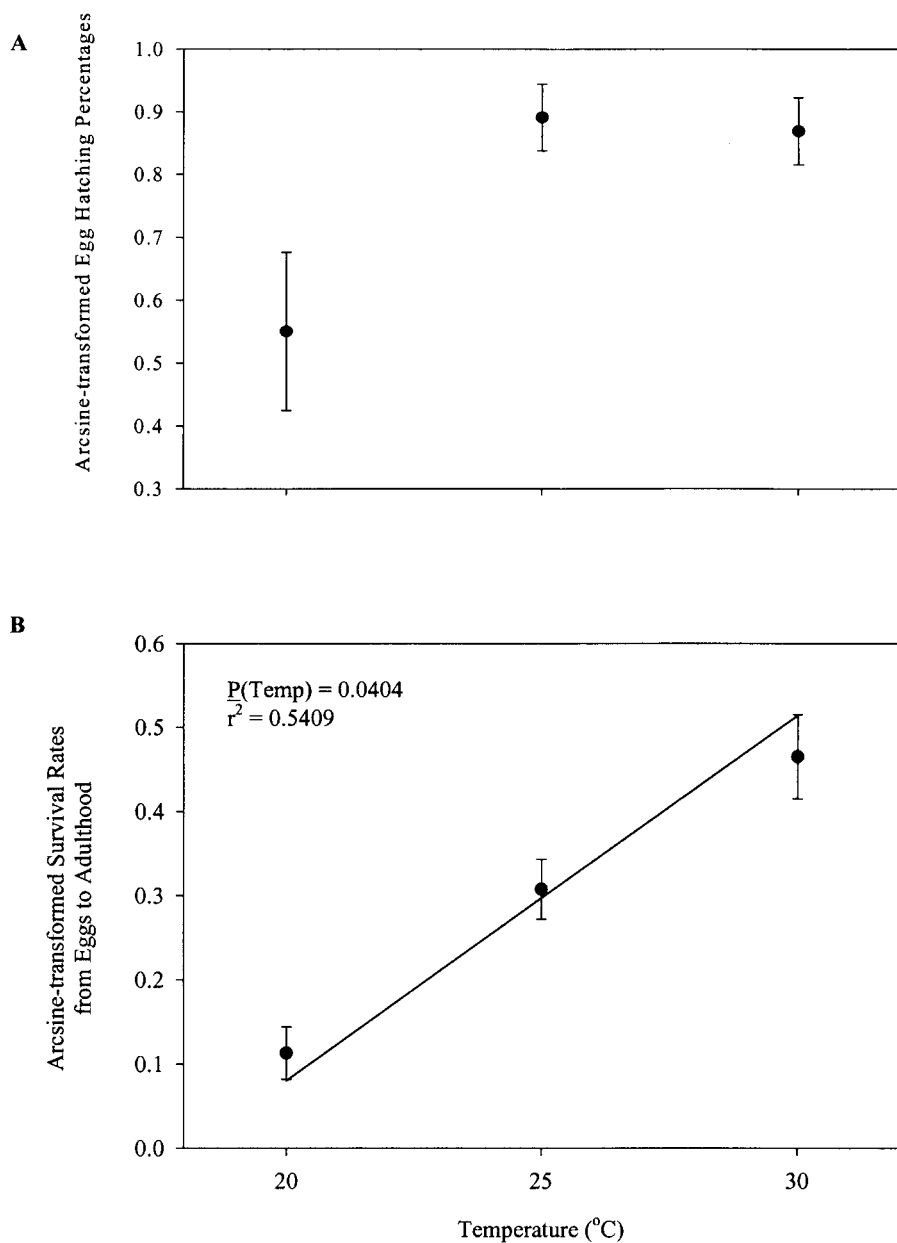 A
Arcsine-transformed Egg Hatching Percentages
1.0
0.9
0.8
0.7
0.6
0.5
0.4
0.3
B
Arcsine-transformed Survival Rates
from Eggs to Adulthood
0.6
0.5
0.4
0.3
0.2
0.1
0.0
P(Temp) = 0.0404
r² = 0.5409
20
25
30
Temperature (°C)